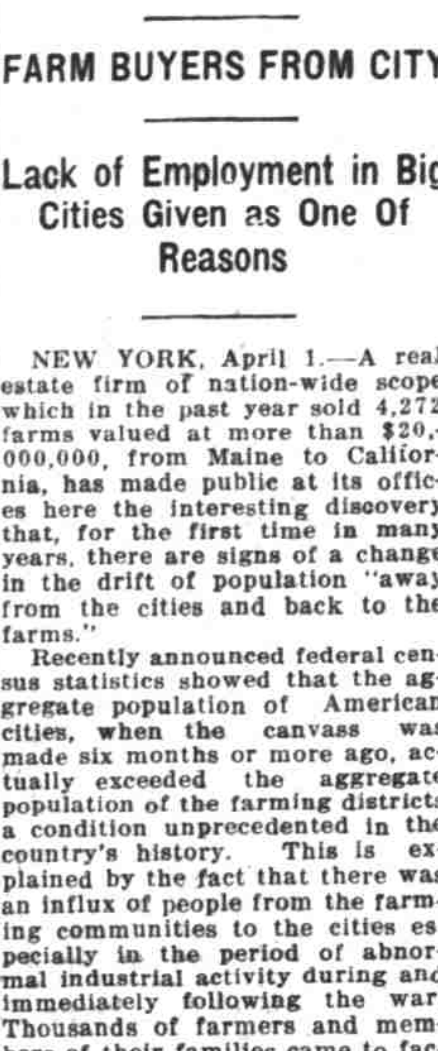 FARM BUYERS FROM CITY
Lack of Employment in Big
Cities Given as One Of
Reasons
NEW YORK, April 1.—A real
estate firm of nation-wide scope
which in the past year sold 4,272
farms valued at more than $20,-
000,000, from Maine to Califor-
nia, has made public at its offic-
es here the interesting discovery
that, for the first time in many
years, there are signs of a change
in the drift of population "away
from the cities and back to the
farms."
Recently announced federal cen-
sus statistics showed that the ag-
gregate population of American
cities, when the canvass was
made six months or more ago, ac-
tually exceeded the aggregate
population of the farming districts
a condition unprecedented in the
country's history. This is ex-
plained by the fact that there was
an influx of people from the farm-
ing communities to the cities es-
pecially in the period of abnor-
mal industrial activity during and
immediately following the war.
Thousands of farmers and mem-
bers of their families came to fac